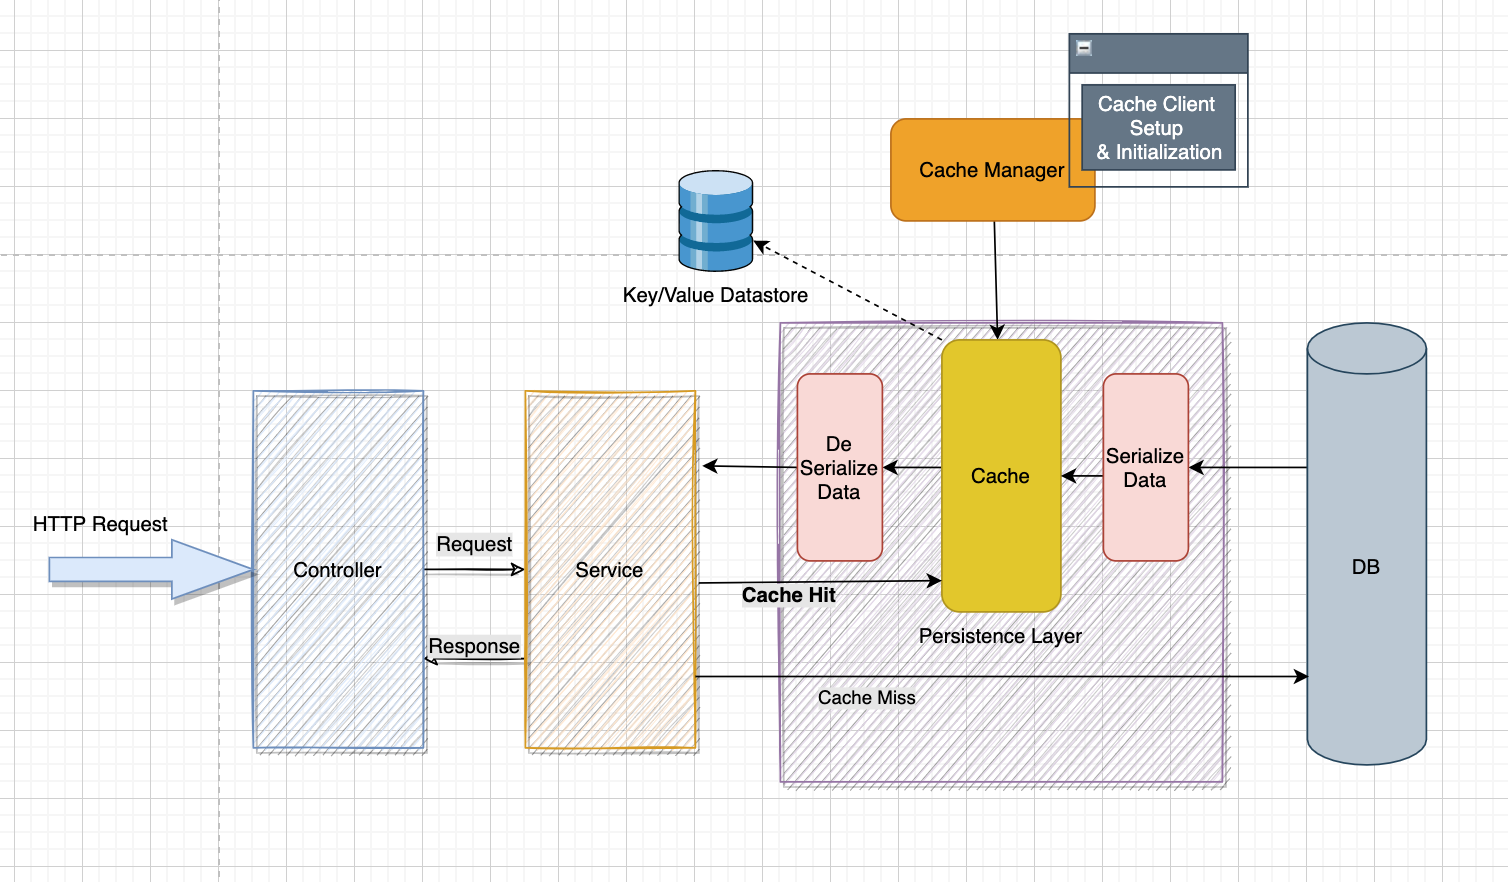 Cache Client
Setup
& Initialization
Cache Manager
Key/Value Datastore
De
Serialize
Data
Cache
Serialize
Data
HTTP Request
Controller
Request
Service
Cache Hit
DB
Response
Persistence Layer
Cache Miss